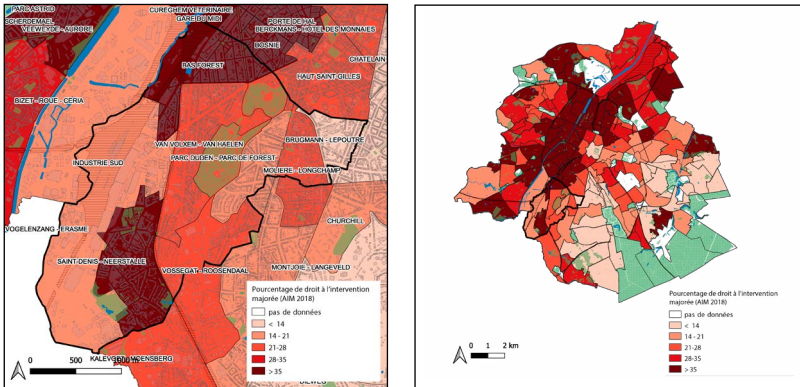 PARC ASTRID
SCHERDEMAEL
VEEWEYDE - AURORE
CUREGHEM VETERINAIRE
GARE DU MIDI
PORTE DE HAL
BERCKMANS - HOTEL DES MONNAIES
BOSNIE
CHATELAIN
BAS FOREST
HAUT SAINT GILLES
BIZET - ROUE - CERIA
BRUGMANN - LEPOUTRE
VAN VOLXEM - VAN HAELEN
PARC DUDEN - PARC DE FOREST
INDUSTRIE SUD
MOLIERE - LONGCHAMP
CHURCHILL
VOGELENZANG - ERASME
SAINT-DENIS - NEERSTALLE
VOSSEGAT - ROOSENDAAL
MONTJOIE - LANGEVELD
KALEVOET - MOENSBERG
DIEWEG
0 500 1000 m
Pourcentage de droit à l'intervention
majorée (AIM 2018)
pas de données
< 14
14 - 21
21-28
28-35
> 35
0 1 2 km
Pourcentage de droit à l'intervention
majorée (AIM 2018)
pas de données
< 14
14 - 21
21-28
28-35
> 35